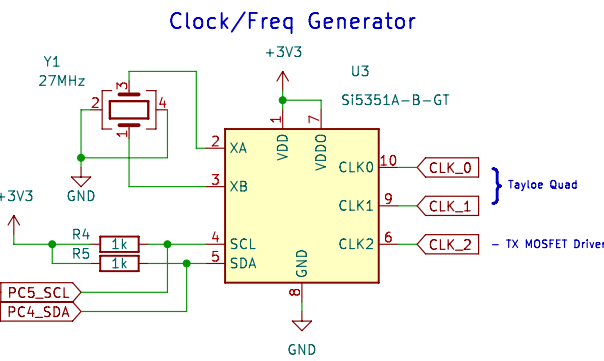 Clock/Freq Generator
+3V3
Y1
27MHz
U3
Si5351A-B-GT
3
2
4
1
1
7
VDD
VDDO
2
XA
CLK0
10
CLK_0
GND
3
XB
CLK1
9
CLK_1
Tayloe Quad
+3V3
R4
1k
4
SCL
CLK2
6
CLK_2
- TX MOSFET Driver
R5
1k
5
SDA
GND
8
PC5_SCL
PC4_SDA
GND